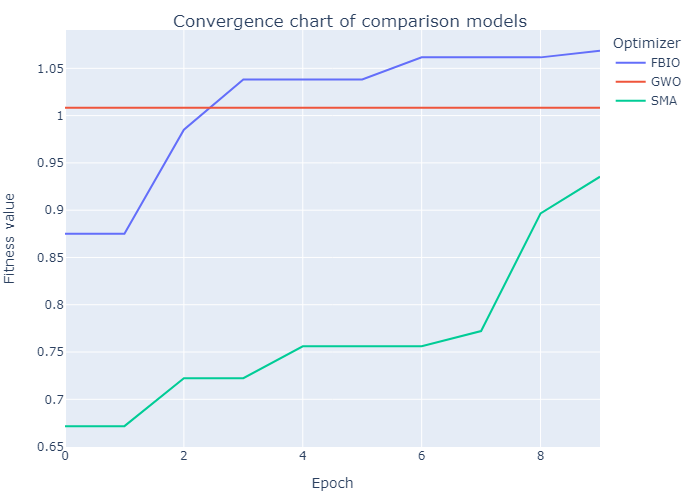 Convergence chart of comparison models
Optimizer
FBIO
GWO
SMA
Fitness value
1.05
1
0.95
0.9
0.85
0.8
0.75
0.7
0.65
0 2 4 6 8
Epoch